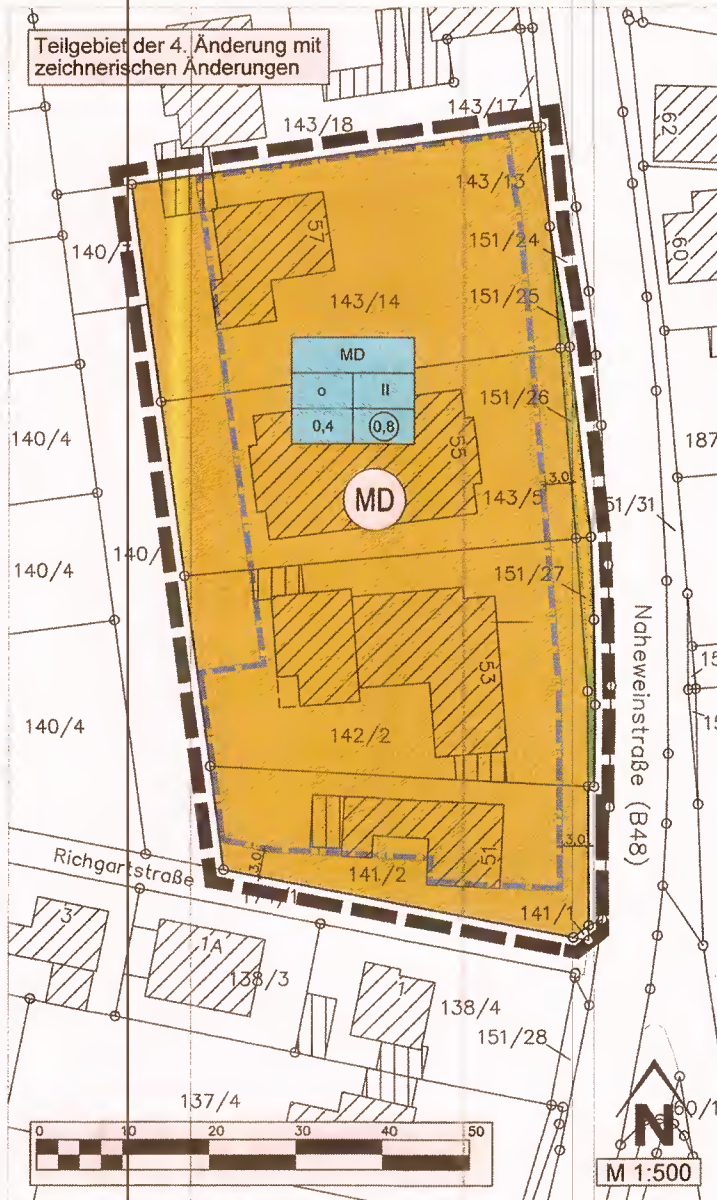 Teilgebiet der 4. Änderung mit
zeichnerischen Änderungen
143/17
143/18
62
143/13
57
151/24
60
151/25
143/14
MD
o II
0,4 0,8
151/26
140/4
55
187
MD
3,0
143/5
151/27
140/4
53
Naheweinstraße (B48)
140/4
142/2
3,0
51
Richgartstraße
3,0
141/2
141/1
3
1A
138/3
1
138/4
151/28
137/4
0 10 20 30 40 50
N
M 1:500